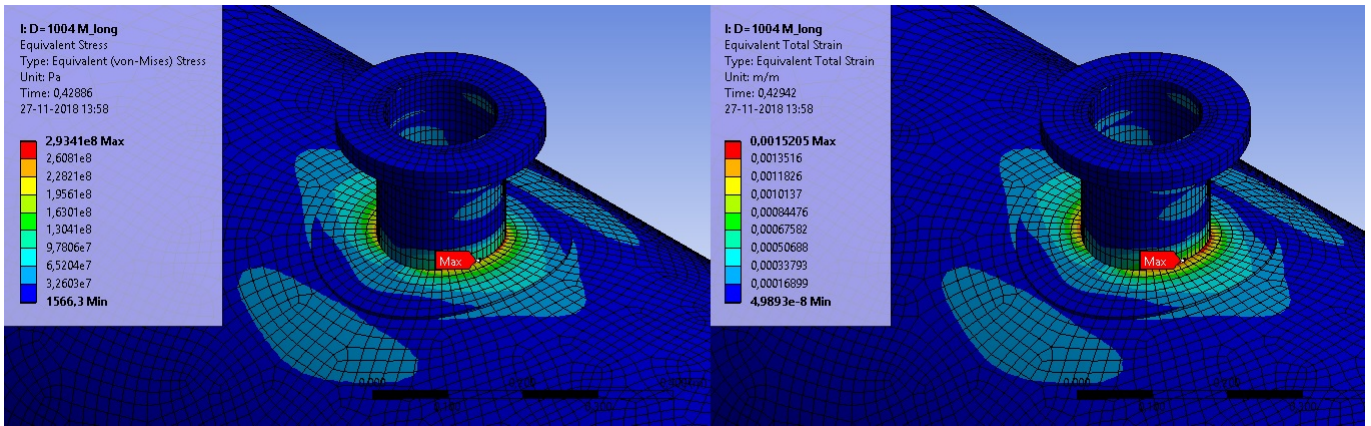 I: D=1004 M_long
Equivalent Stress
Type: Equivalent (von-Mises) Stress
Unit: Pa
Time: 0,42886
27-11-2018 13:58
2,9341e8 Max
2,6081e8
2,2821e8
1,9561e8
1,6301e8
1,3041e8
9,7806e7
6,5204e7
3,2603e7
1566,3 Min
Max
0,000
I: D=1004 M_long
Equivalent Total Strain
Type: Equivalent Total Strain
Unit: m/m
Time: 0,42942
27-11-2018 13:58
0,0015205 Max
0,0013516
0,0011826
0,0010137
0,00084476
0,00067582
0,00050688
0,00033793
0,00016899
4,9893e-8 Min
Max
0,000